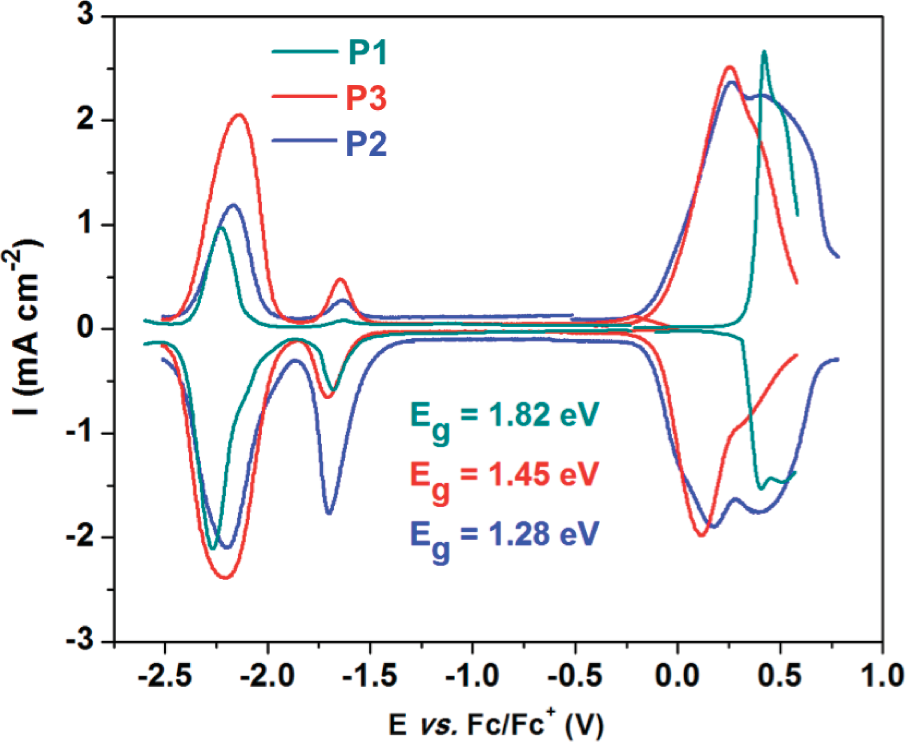 P1
P3
P2
3
2
1
0
-1
-2
-3
I (mA cm-2)
Eg = 1.82 eV
Eg = 1.45 eV
Eg = 1.28 eV
-2.5 -2.0 -1.5 -1.0 -0.5 0.0 0.5 1.0
E vs. Fc/Fc+ (V)